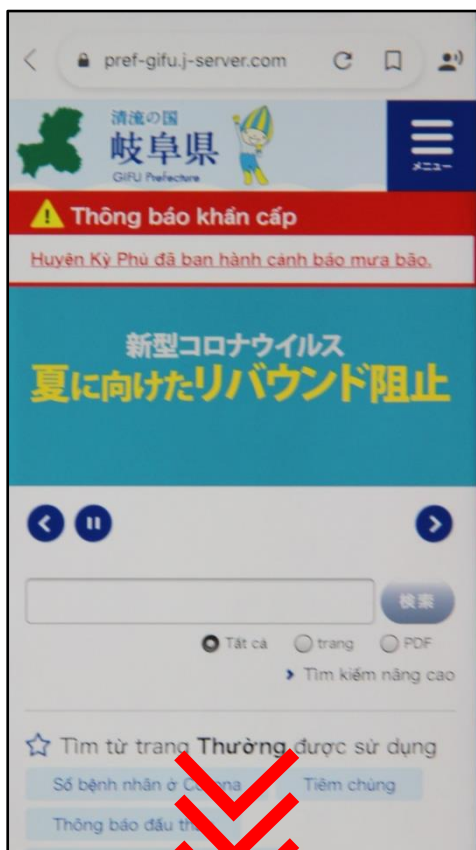 pref-gifu.j-server.com
清流の国
岐阜県
GIFU Prefecture
メニュー
Thông báo khẩn cấp
Huyện Kỳ Phủ đã ban hành cảnh báo mưa bão.
新型コロナウイルス
夏に向けたリバウンド阻止
検索
Tất cả trang PDF
Tìm kiếm nâng cao
Tìm từ trang Thường được sử dụng
Số bệnh nhân ở Tiêm chủng
Thông báo đấu